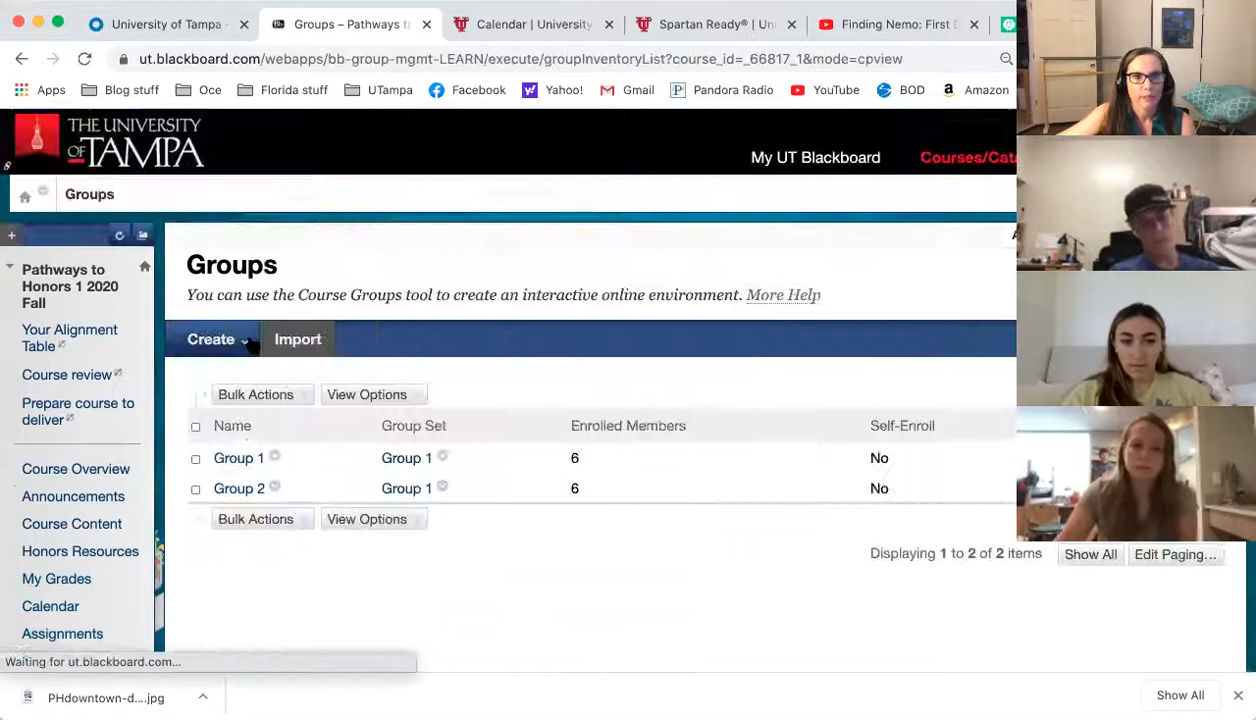 University of Tampa -
Groups – Pathways t
Calendar | University
Spartan Ready® | Un
Finding Nemo: First D
ut.blackboard.com/webapps/bb-group-mgmt-LEARN/execute/groupInventoryList?course_id=_66817_1&mode=cpview
Apps
Blog stuff
Oce
Florida stuff
UTampa
Facebook
Yahoo!
Gmail
Pandora Radio
YouTube
BOD
Amazon
THE UNIVERSITY
OF TAMPA
My UT Blackboard
Courses/Cata
Groups
Pathways to
Honors 1 2020
Fall
Your Alignment
Table
Course review
Prepare course to
deliver
Course Overview
Announcements
Course Content
Honors Resources
My Grades
Calendar
Assignments
Groups
You can use the Course Groups tool to create an interactive online environment. More Help
Create
Import
Bulk Actions
View Options
Name
Group Set
Enrolled Members
Self-Enroll
Group 1
Group 1
6
No
Group 2
Group 1
6
No
Bulk Actions
View Options
Displaying 1 to 2 of 2 items
Show All
Edit Paging...
Waiting for ut.blackboard.com...
PHdowntown-d....jpg
Show All